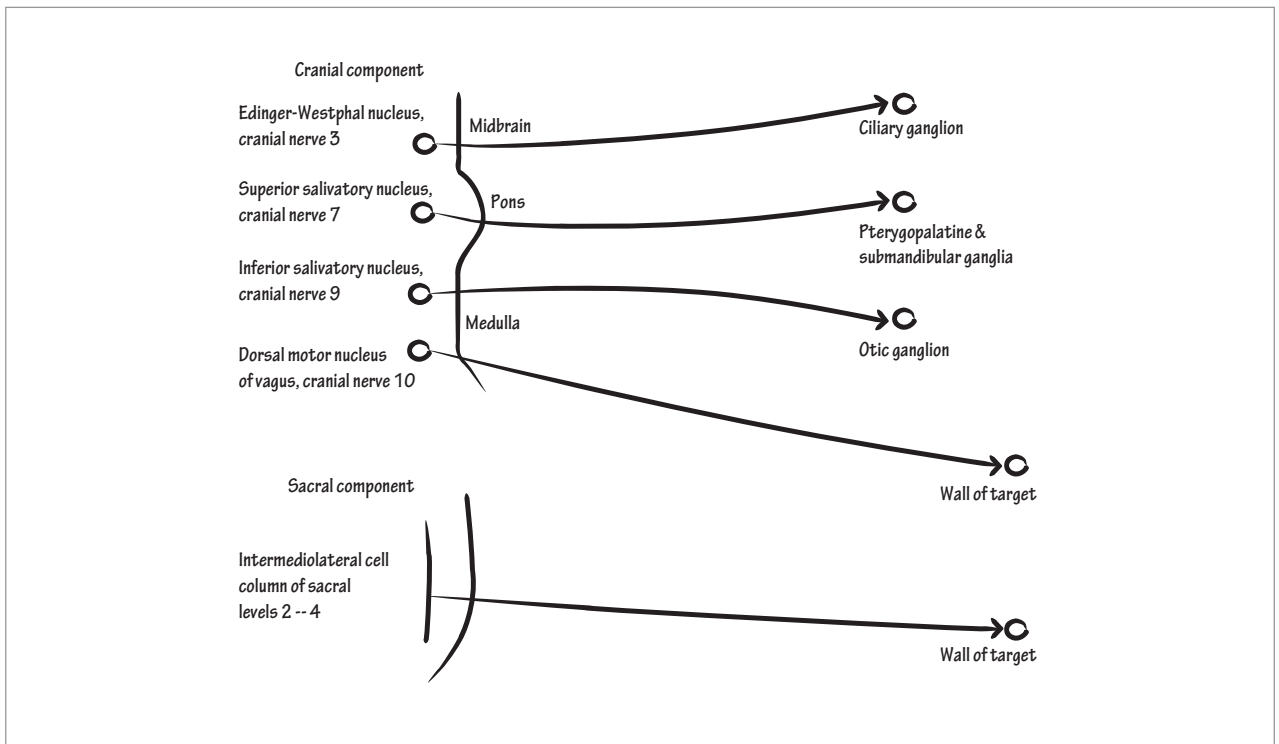 Cranial component
Edinger-Westphal nucleus,
cranial nerve 3
Midbrain
Ciliary ganglion
Superior salivatory nucleus,
cranial nerve 7
Pons
Pterygopalatine &
submandibular ganglia
Inferior salivatory nucleus,
cranial nerve 9
Medulla
Otic ganglion
Dorsal motor nucleus
of vagus, cranial nerve 10
Wall of target
Sacral component
Intermediolateral cell
column of sacral
levels 2 -- 4
Wall of target